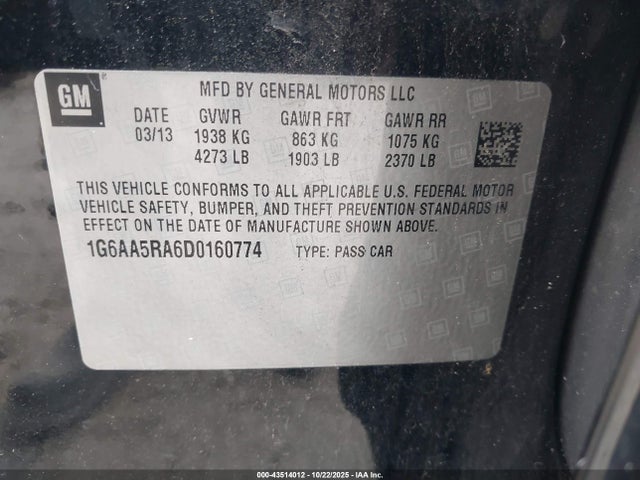 GM
MFD BY GENERAL MOTORS LLC
DATE GVWR GAWR FRT GAWR RR
03/13 1938 KG 863 KG 1075 KG
4273 LB 1903 LB 2370 LB
THIS VEHICLE CONFORMS TO ALL APPLICABLE U.S. FEDERAL MOTOR
VEHICLE SAFETY, BUMPER, AND THEFT PREVENTION STANDARDS IN
EFFECT ON THE DATE OF MANUFACTURE SHOWN ABOVE.
1G6AA5RA6D0160774 TYPE: PASS CAR
000-43514012 - 10/22/2025 - IAA Inc.